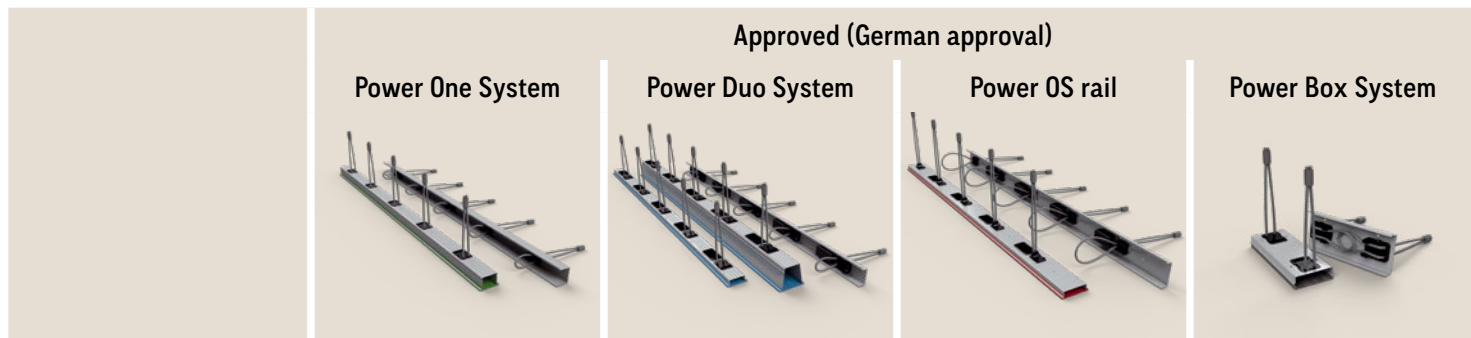 Approved (German approval)
Power One System
Power Duo System
Power OS rail
Power Box System